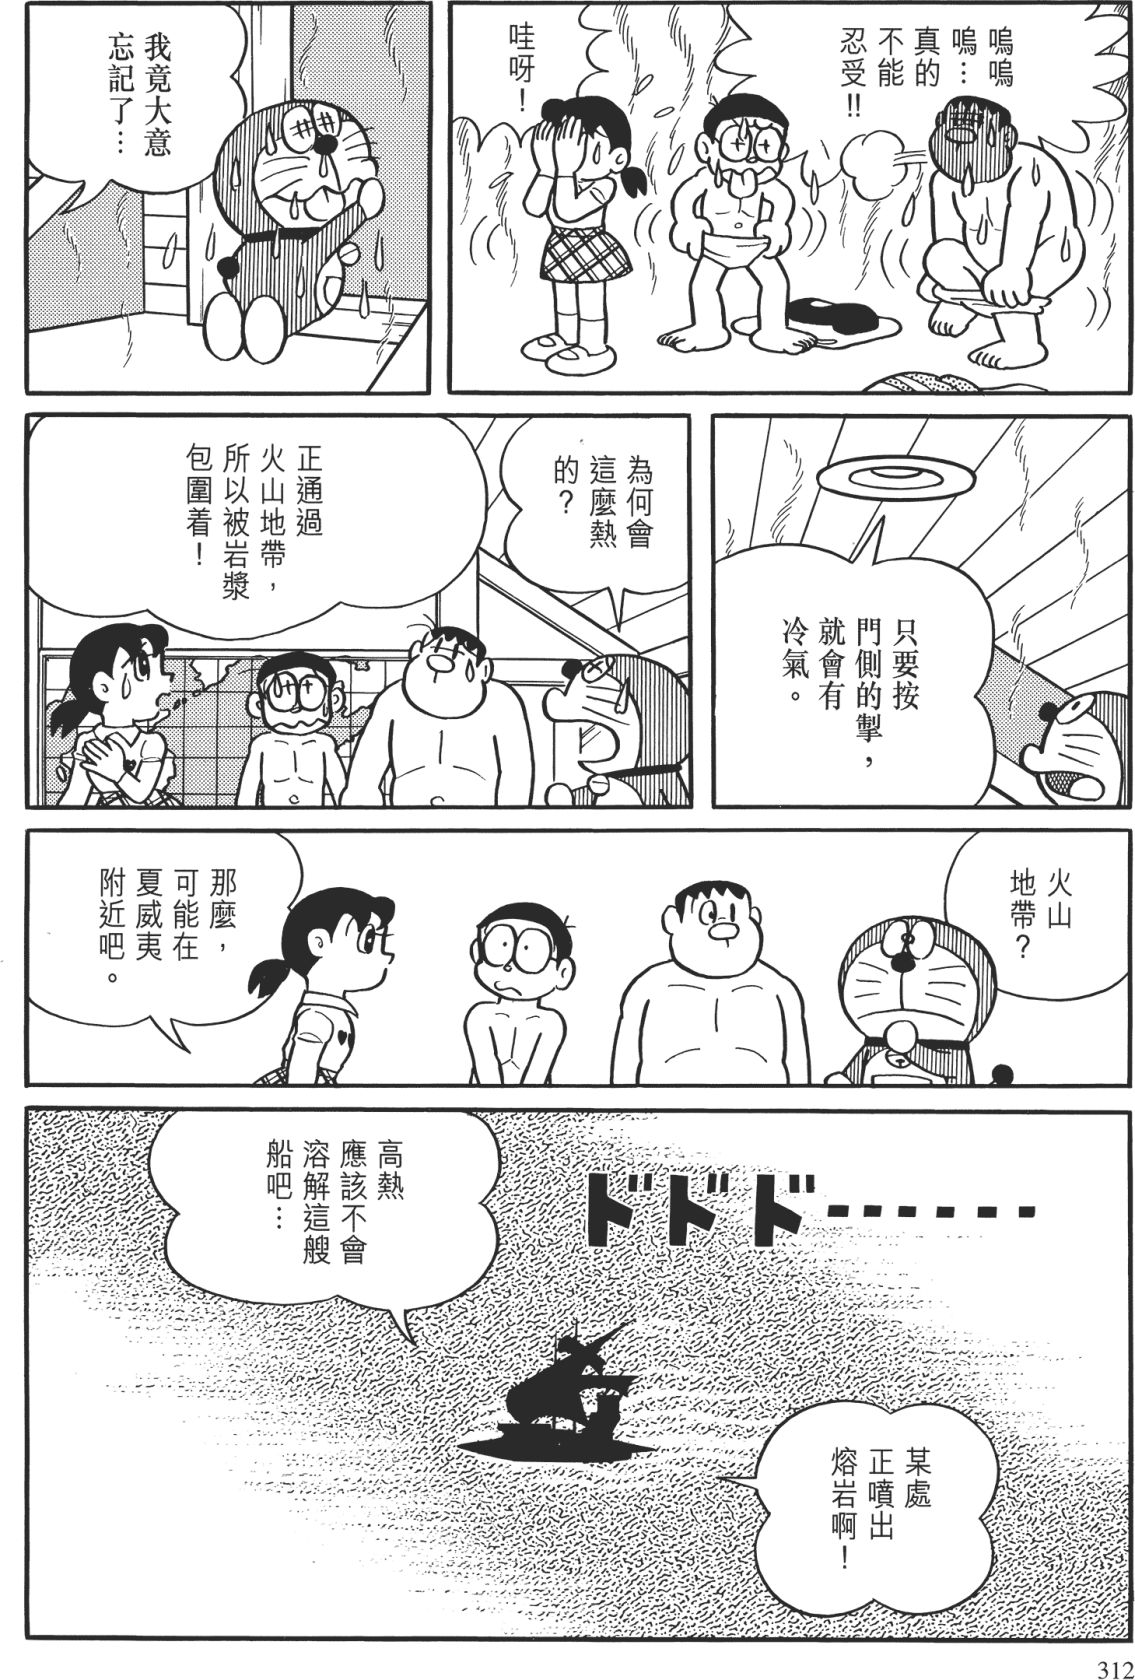 嗚嗚
嗚…
真的
不能
忍受!!
哇呀！
我竟大意
忘記了…
只要按
門側的掣，
就會有
冷氣。
為何會
這麼熱
的？
正通過
火山地帶，
所以被岩漿
包圍着！
火山
地帶？
那麼，
可能在
夏威夷
附近吧。
ドドド------
高熱
應該不會
溶解這艘
船吧…
某處
正噴出
熔岩啊！
312